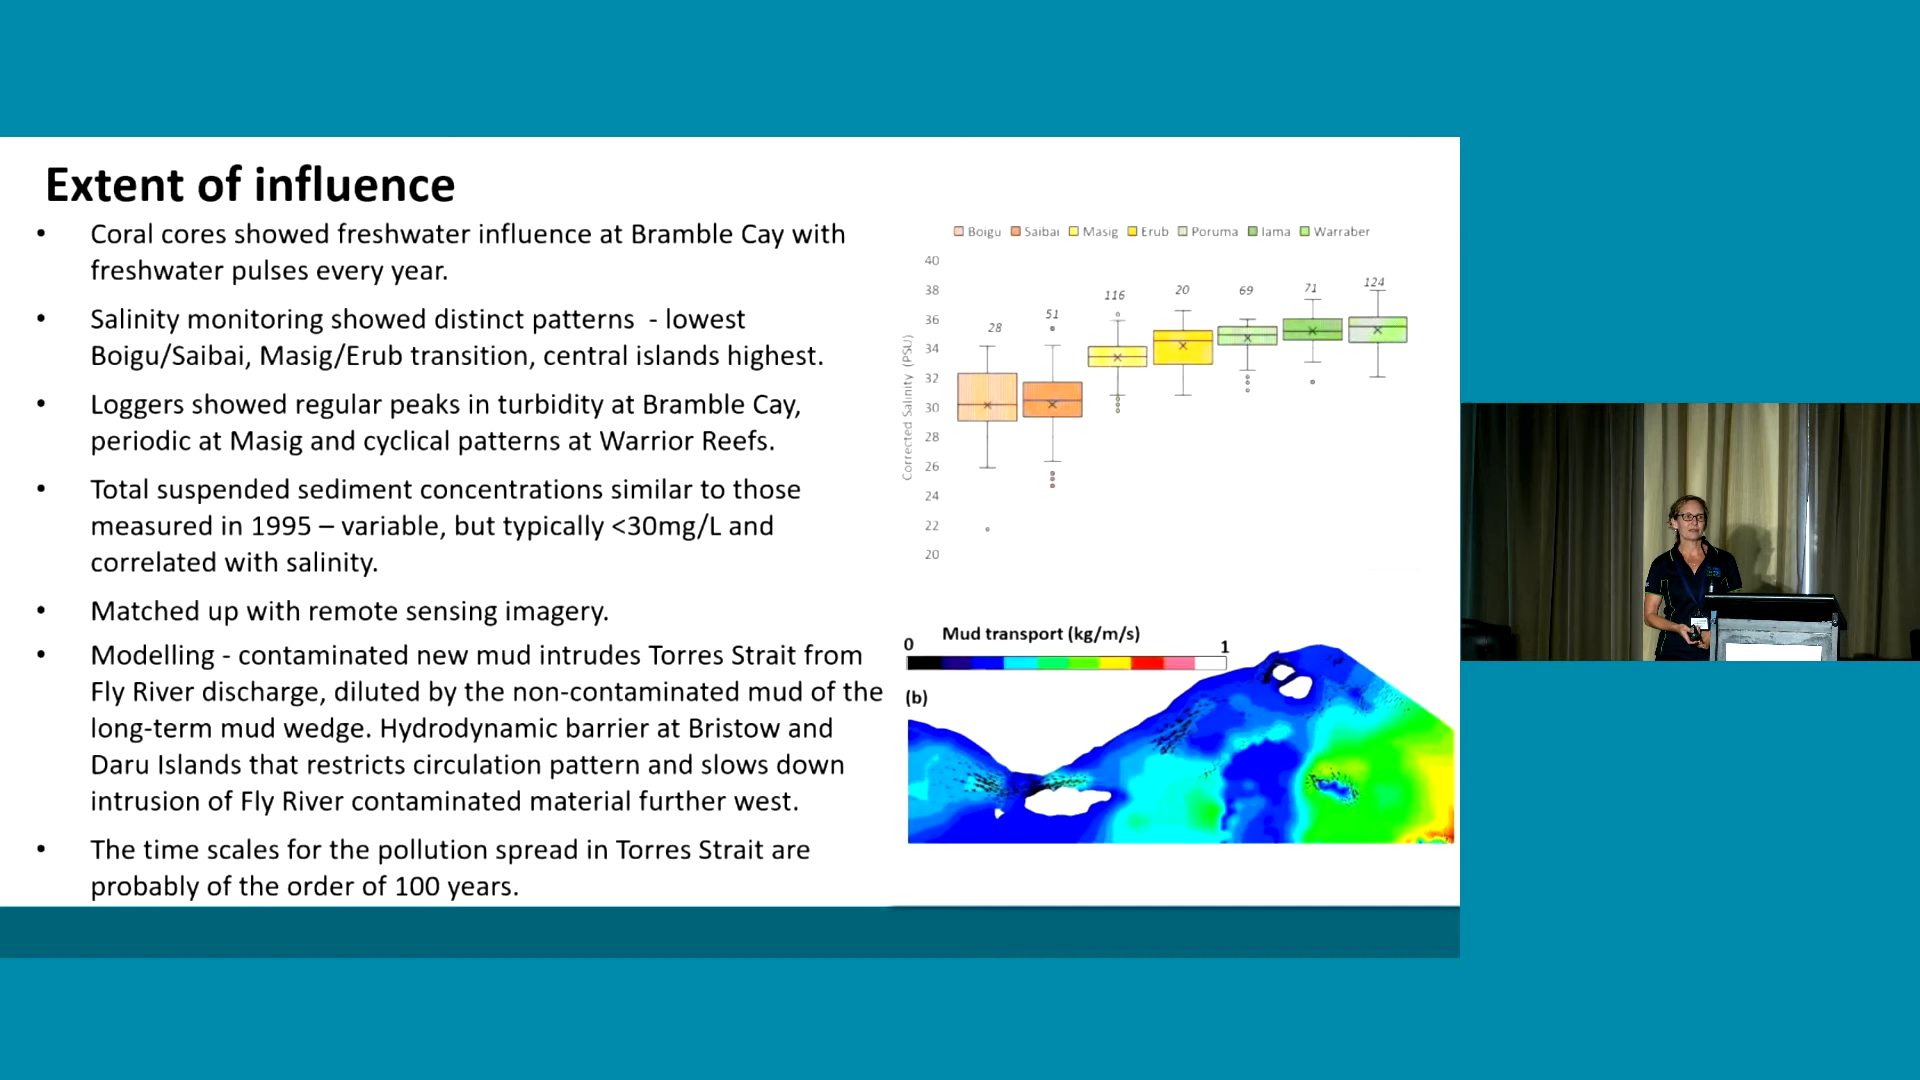 Extent of influence
• Coral cores showed freshwater influence at Bramble Cay with
freshwater pulses every year.
• Salinity monitoring showed distinct patterns - lowest
Boigu/Saibai, Masig/Erub transition, central islands highest.
• Loggers showed regular peaks in turbidity at Bramble Cay,
periodic at Masig and cyclical patterns at Warrior Reefs.
• Total suspended sediment concentrations similar to those
measured in 1995 – variable, but typically <30mg/L and
correlated with salinity.
• Matched up with remote sensing imagery.
• Modelling - contaminated new mud intrudes Torres Strait from
Fly River discharge, diluted by the non-contaminated mud of the
long-term mud wedge. Hydrodynamic barrier at Bristow and
Daru Islands that restricts circulation pattern and slows down
intrusion of Fly River contaminated material further west.
• The time scales for the pollution spread in Torres Strait are
probably of the order of 100 years.
Boigu Saibai Masig Erub Poruma Iama Warraber
Corrected Salinity (PSU)
40
38
36
34
32
30
28
26
24
22
20
28 51 116 20 69 71 124
Mud transport (kg/m/s)
0 1
(b)